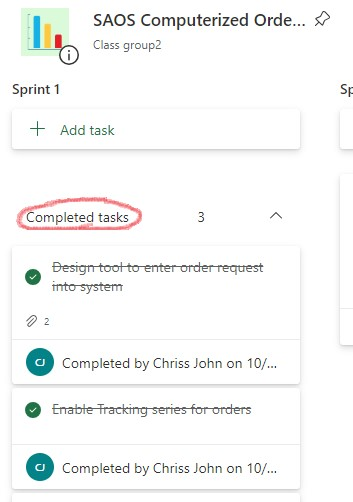 SAOS Computerized Orde...
Class group2
Sprint 1
Sp
Add task
Completed tasks 3
Design tool to enter order request
into system
2
CJ Completed by Chriss John on 10/...
Enable Tracking series for orders
CJ Completed by Chriss John on 10/...